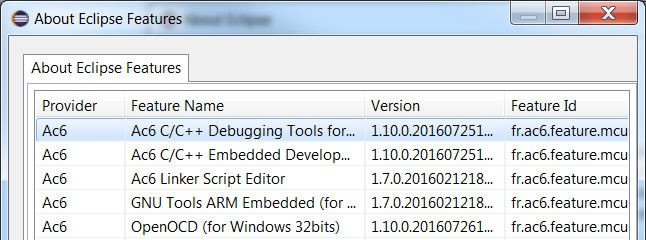 About Eclipse Features
About Eclipse Features
Provider Feature Name Version Feature Id
Ac6 Ac6 C/C++ Debugging Tools for... 1.10.0.201607251... fr.ac6.feature.mcu
Ac6 Ac6 C/C++ Embedded Develop... 1.10.0.201607251... fr.ac6.feature.mcu
Ac6 Ac6 Linker Script Editor 1.7.0.2016021218... fr.ac6.feature.mcu
Ac6 GNU Tools ARM Embedded (for ... 1.7.0.2016021218... fr.ac6.feature.mcu
Ac6 OpenOCD (for Windows 32bits) 1.10.0.201607261... fr.ac6.feature.mcu